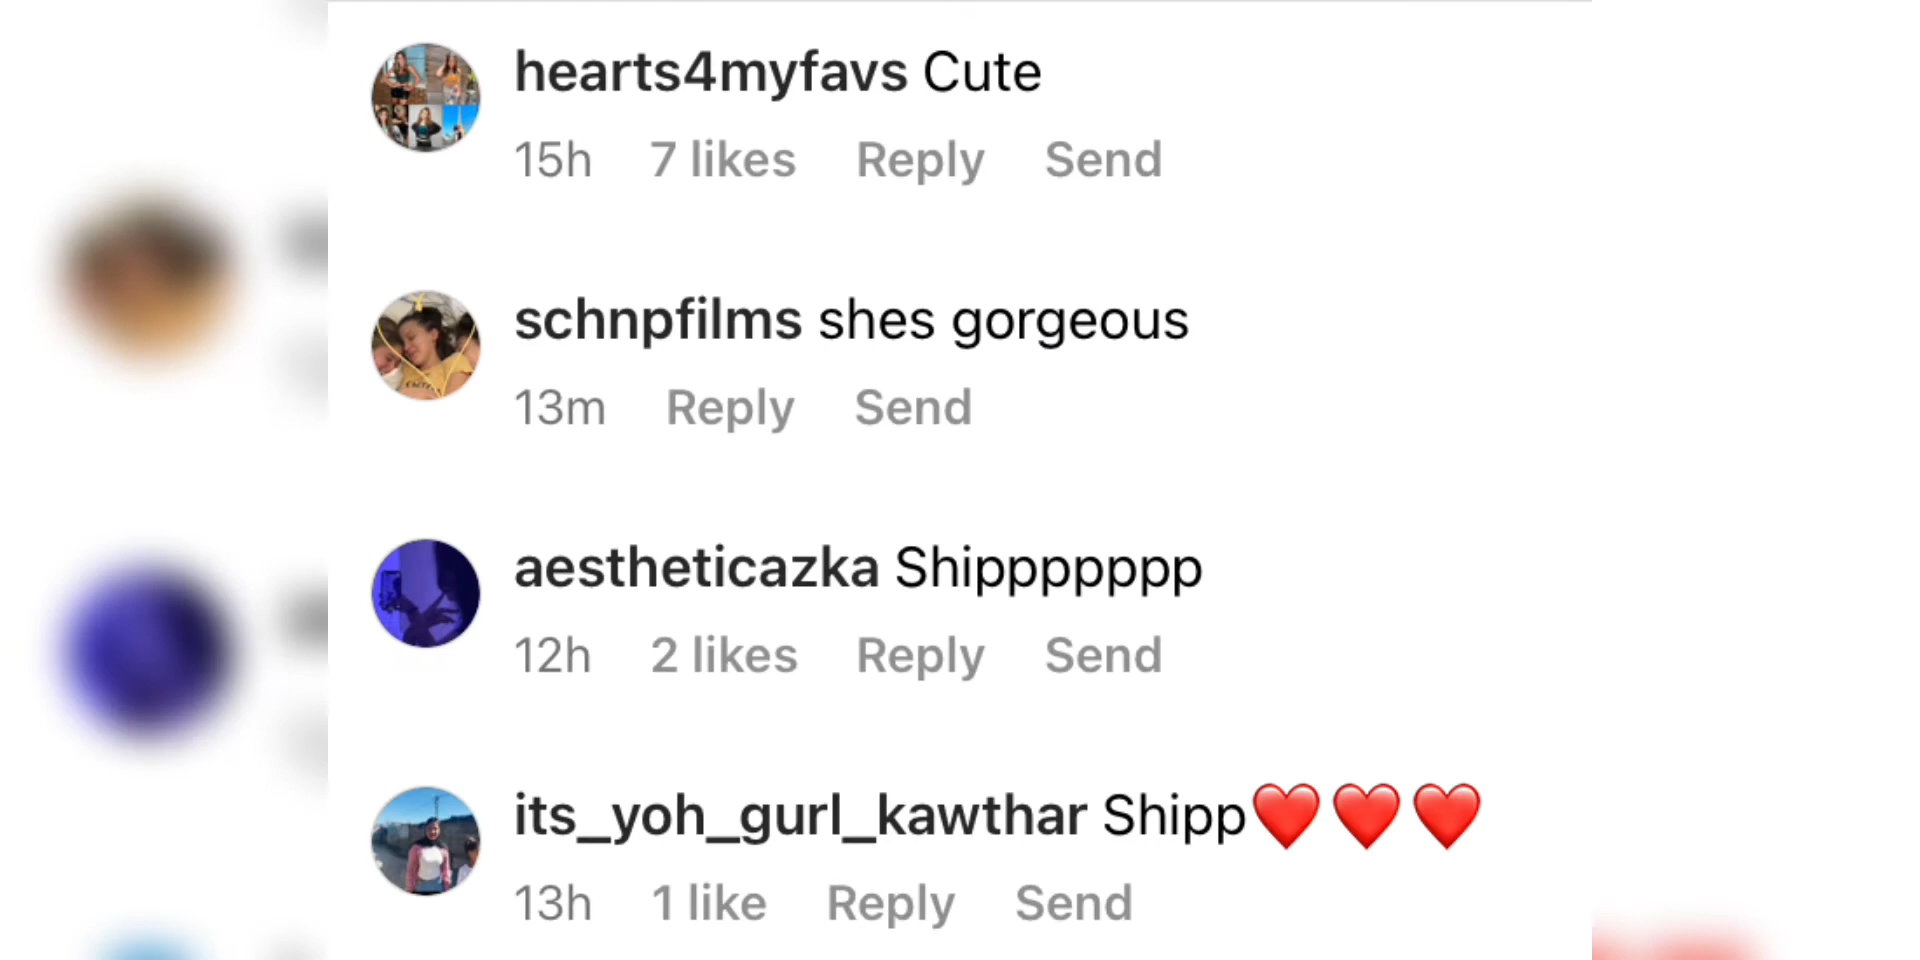 hearts4myfavs Cute
15h 7 likes Reply Send
schnpfilms shes gorgeous
13m Reply Send
aestheticazka Shippppppp
12h 2 likes Reply Send
its_yoh_gurl_kawthar Shipp❤️❤️❤️
13h 1 like Reply Send